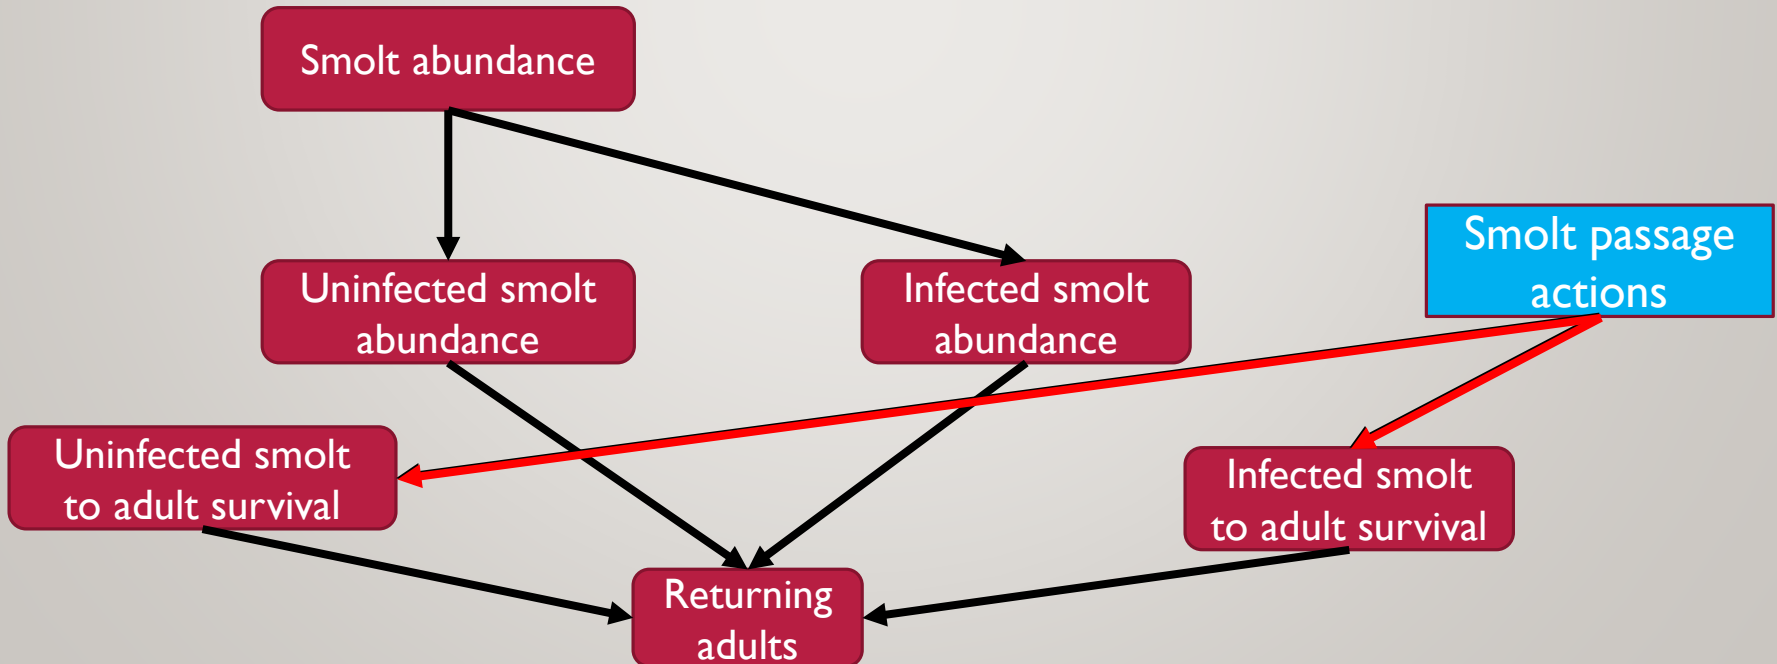 Smolt abundance
Smolt passage
actions
Uninfected smolt
abundance
Infected smolt
abundance
Uninfected smolt
to adult survival
Infected smolt
to adult survival
Returning
adults